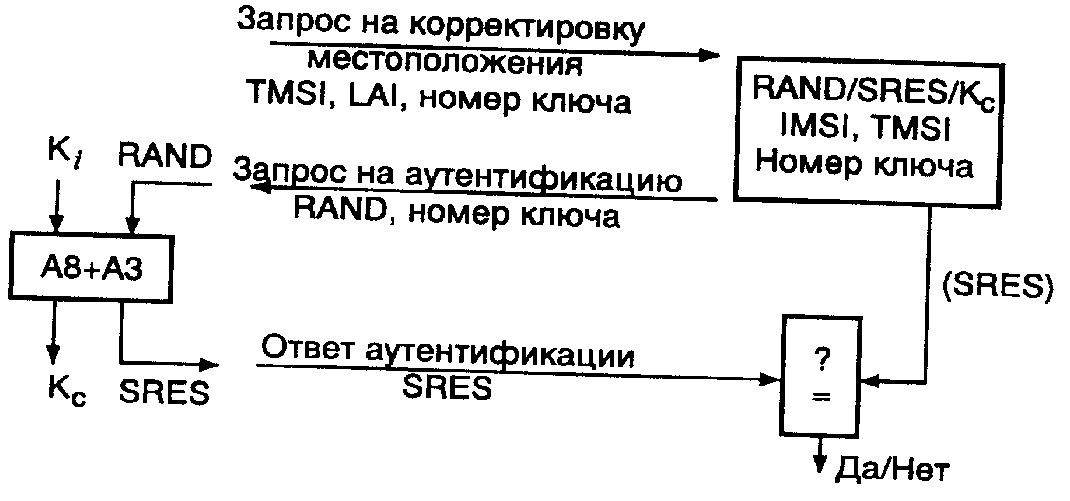 Запрос на корректировку
местоположения
TMSI, LAI, номер ключа
RAND/SRES/Kc
IMSI, TMSI
Номер ключа
Ki RAND
Запрос на аутентификацию
RAND, номер ключа
A8+A3
(SRES)
Ответ аутентификации
SRES
Kc SRES
?
=
Да/Нет